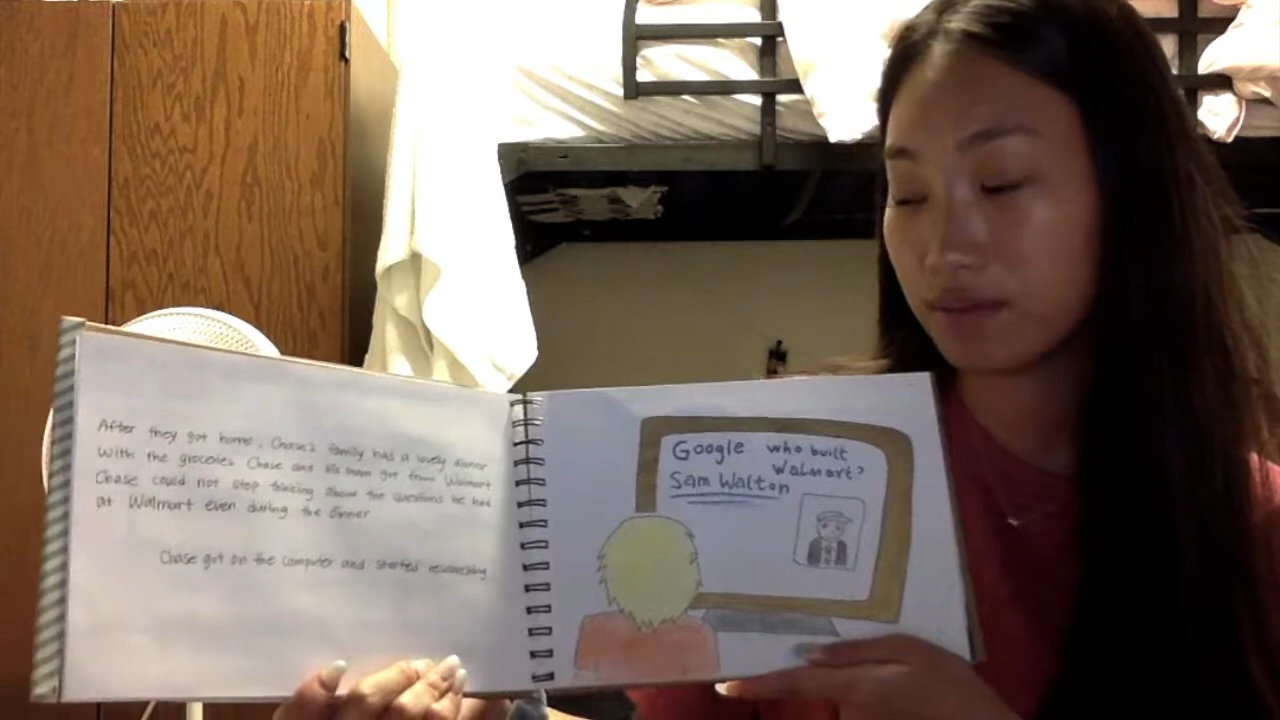 After they got home, Chase's family had a lovely dinner
With the groceries Chase and his mom got from Walmart
Chase could not stop thinking about the questions he had
at Walmart even during the dinner
Chase got on the computer and started researching
Google: who built
Walmart?
Sam Walton